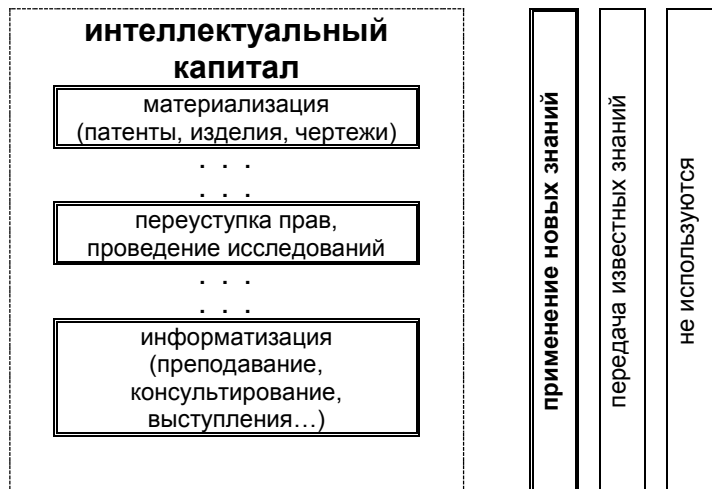 интеллектуальный
капитал
материализация
(патенты, изделия, чертежи)
. . .
. . .
переуступка прав,
проведение исследований
. . .
. . .
информатизация
(преподавание,
консультирование,
выступления…)
применение новых знаний
передача известных знаний
не используются